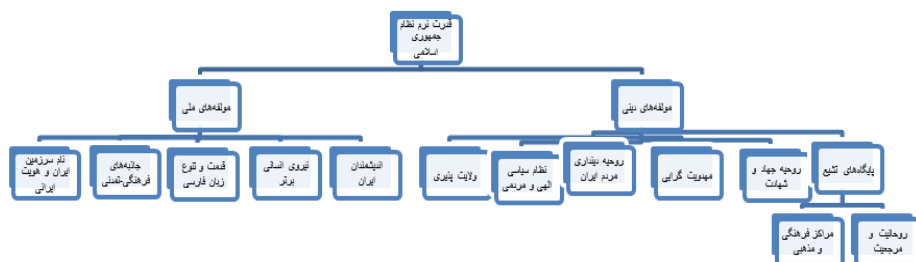 قدرت نرم نظام
جمهوری
اسلامی
مولفه‌های دینی
مولفه‌های ملی
پایگاه‌های تشیع
روحیه جهاد و
شهادت
مهدویت گرایی
روحیه دینداری
مردم ایران
نظام سیاسی
الهی و مردمی
ولایت پذیری
اندیشمندان
ایران
نیروی انسانی
برتر
قدمت و تنوع
زبان فارسی
جاذبه‌های
فرهنگی-تمدنی
نام سرزمین
ایران و هویت
ایرانی
روحانیت و
مرجعیت
مراکز فرهنگی
و مذهبی